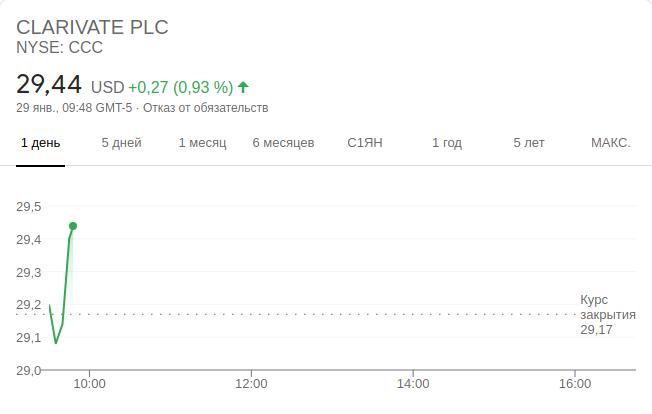 CLARIVATE PLC
NYSE: CCC
29,44 USD +0,27 (0,93 %)
29 янв., 09:48 GMT-5 · Отказ от обязательств
1 день 5 дней 1 месяц 6 месяцев С1ЯН 1 год 5 лет МАКС.
29,5
29,4
29,3
29,2
29,1
29,0
Курс
закрытия
29,17
10:00 12:00 14:00 16:00